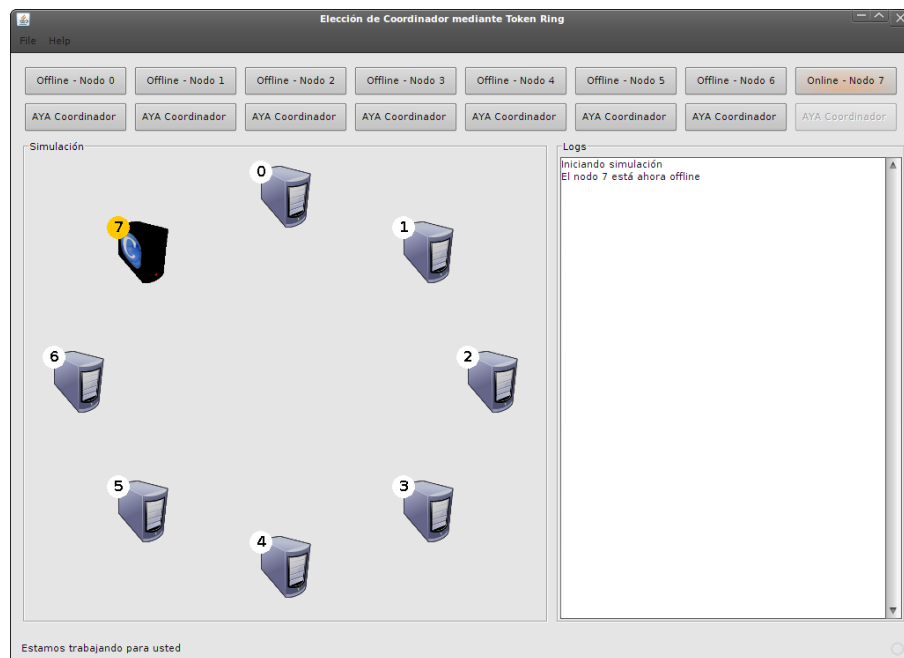 Elección de Coordinador mediante Token Ring
File Help
Offline - Nodo 0 Offline - Nodo 1 Offline - Nodo 2 Offline - Nodo 3 Offline - Nodo 4 Offline - Nodo 5 Offline - Nodo 6 Online - Nodo 7
AYA Coordinador AYA Coordinador AYA Coordinador AYA Coordinador AYA Coordinador AYA Coordinador AYA Coordinador AYA Coordinador
Simulación
0
7
1
6
2
5
3
4
Logs
Iniciando simulación
El nodo 7 está ahora offline
Estamos trabajando para usted